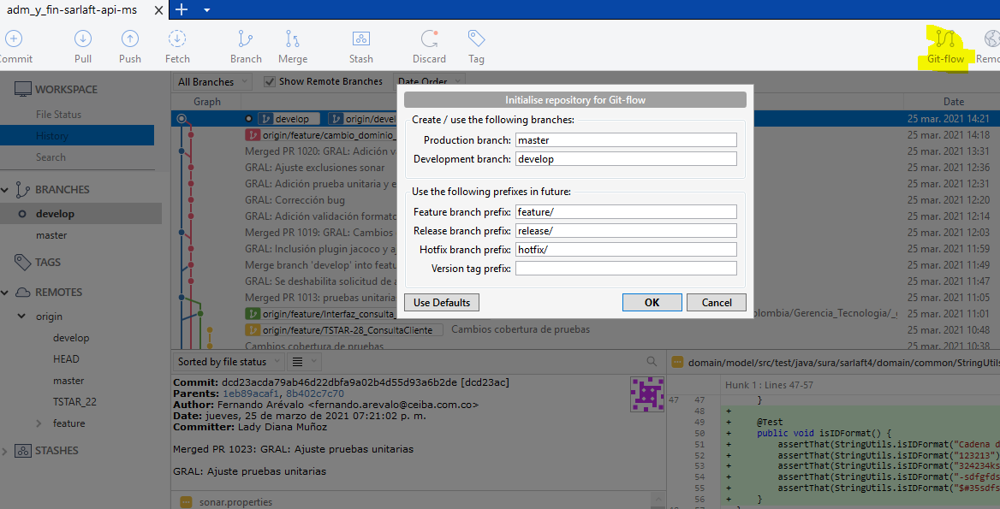 adm_y_fin-sarlaft-api-ms
Commit Pull Push Fetch Branch Merge Stash Discard Tag Git-flow Remo
All Branches Show Remote Branches Date Order
Graph Date
WORKSPACE
File Status
History
Search
BRANCHES
develop
master
TAGS
REMOTES
origin
develop
HEAD
master
TSTAR_22
feature
STASHES
develop origin/devel 25 mar. 2021 14:21
origin/feature/cambio_dominio_ 25 mar. 2021 14:18
Merged PR 1020: GRAL: Adición va 25 mar. 2021 13:31
GRAL: Ajuste exclusiones sonar 25 mar. 2021 12:36
GRAL: Adición prueba unitaria y e 25 mar. 2021 12:31
GRAL: Corrección bug 25 mar. 2021 12:20
GRAL: Adición validación formato 25 mar. 2021 12:14
Merged PR 1019: GRAL: Cambios 25 mar. 2021 12:03
GRAL: Inclusión plugin jacoco y aj 25 mar. 2021 11:59
Merge branch 'develop' into featu 25 mar. 2021 11:49
GRAL: Se deshabilita solicitud de a 25 mar. 2021 11:47
Merged PR 1013: pruebas unitarias 25 mar. 2021 11:05
origin/feature/Interfaz_consulta_ olombia/Gerencia_Tecnologia/_ 25 mar. 2021 11:01
origin/feature/TSTAR-28_ConsultaCliente Cambios cobertura de pruebas 25 mar. 2021 10:48
Cambios cobertura de pruebas 25 mar. 2021 10:38
Initialise repository for Git-flow
Create / use the following branches:
Production branch: master
Development branch: develop
Use the following prefixes in future:
Feature branch prefix: feature/
Release branch prefix: release/
Hotfix branch prefix: hotfix/
Version tag prefix:
Use Defaults OK Cancel
Sorted by file status
Commit: dcd23acda79ab46d22dbfa9a02b4d55d93a6b2de [dcd23ac]
Parents: 1eb89acaf1, 8b402c7c70
Author: Fernando Arévalo <fernando.arevalo@ceiba.com.co>
Date: jueves, 25 de marzo de 2021 07:21:02 p. m.
Committer: Lady Diana Muñoz
Merged PR 1023: GRAL: Ajuste pruebas unitarias
GRAL: Ajuste pruebas unitarias
sonar.properties
domain/model/src/test/java/sura/sarlaft4/domain/common/StringUtils
Hunk 1 : Lines 47-57
47 47 }
48 +
49 + @Test
50 + public void isIDFormat() {
51 + assertThat(StringUtils.isIDFormat("Cadena d
52 + assertThat(StringUtils.isIDFormat("123213")
53 + assertThat(StringUtils.isIDFormat("324234ks
54 + assertThat(StringUtils.isIDFormat("-sdfgfds
55 + assertThat(StringUtils.isIDFormat("$#35sdfs
56 + }